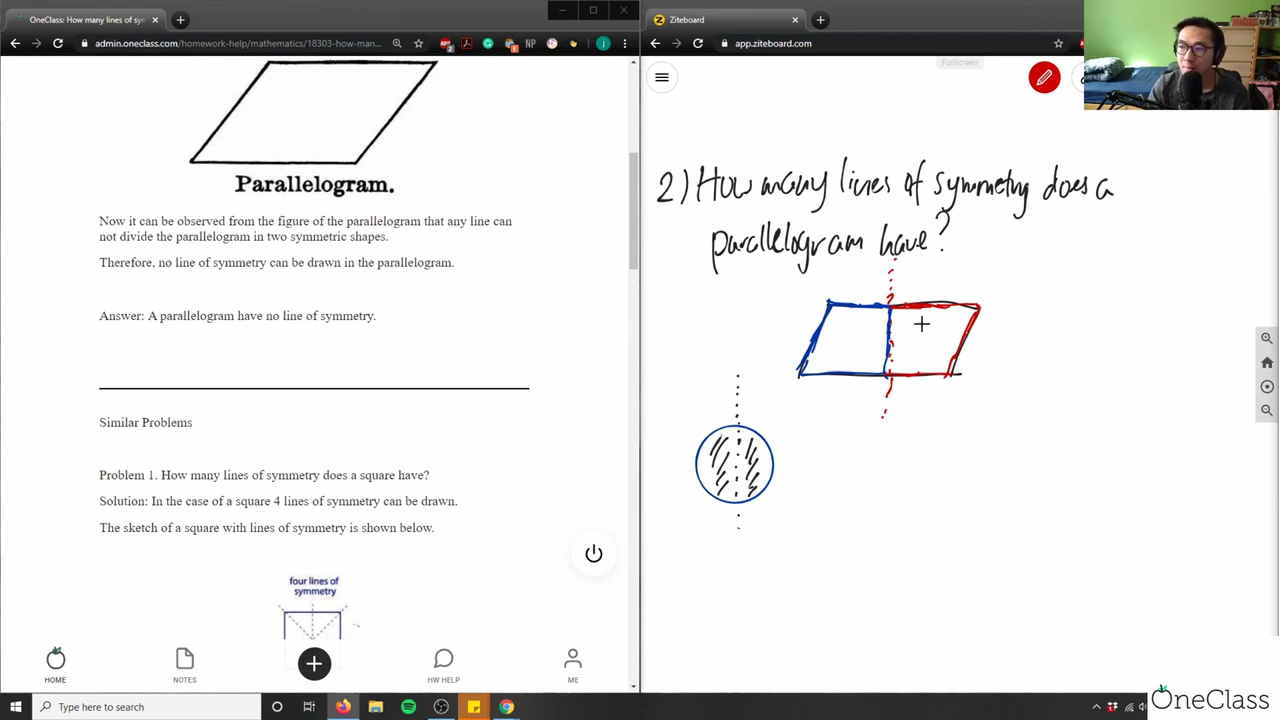 OneClass: How many lines of sym
Ziteboard
admin.oneclass.com/homework-help/mathematics/18303-how-man...
NP
j
app.ziteboard.com
Fullscreen
Parallelogram.
Now it can be observed from the figure of the parallelogram that any line can
not divide the parallelogram in two symmetric shapes.
Therefore, no line of symmetry can be drawn in the parallelogram.
Answer: A parallelogram have no line of symmetry.
Similar Problems
Problem 1. How many lines of symmetry does a square have?
Solution: In the case of a square 4 lines of symmetry can be drawn.
The sketch of a square with lines of symmetry is shown below.
four lines of
symmetry
HOME
NOTES
HW HELP
ME
2) How many lines of symmetry does a
parallelogram have?
Type here to search
OneClass